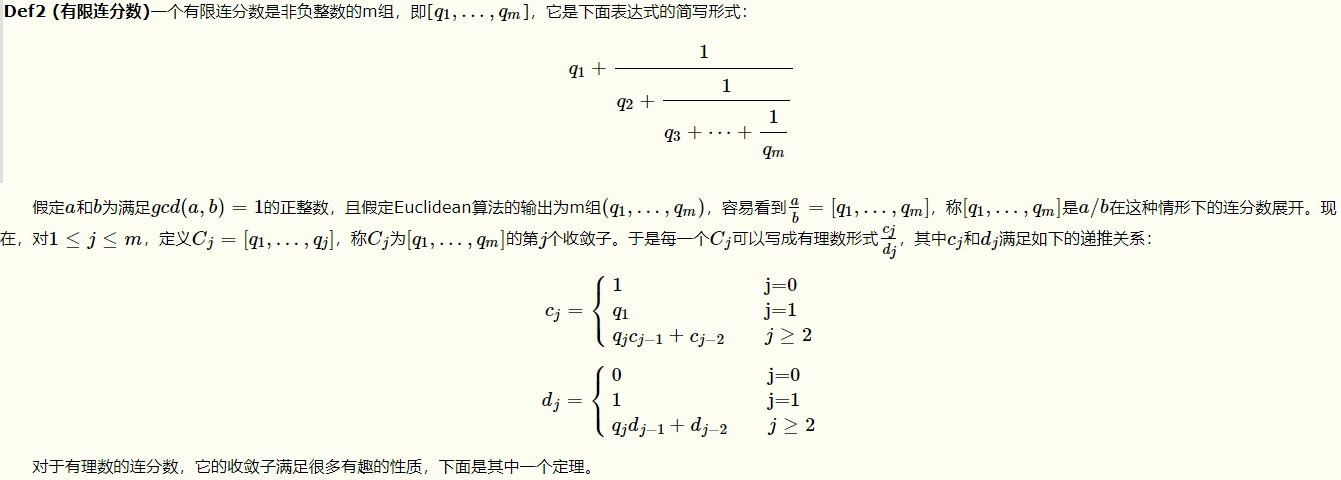 Def2 (有限连分数)一个有限连分数是非负整数的m组，即[q₁, . . . , qₘ]，它是下面表达式的简写形式：
q₁ + 1
q₂ + 1
q₃ + ⋯ + 1
qₘ
假定a和b为满足gcd(a, b) = 1的正整数，且假定Euclidean算法的输出为m组(q₁, . . . , qₘ)，容易看到a/b = [q₁, . . . , qₘ]，称[q₁, . . . , qₘ]是a/b在这种情形下的连分数展开。现
在，对1 ≤ j ≤ m，定义Cⱼ = [q₁, . . . , qⱼ]，称Cⱼ为[q₁, . . . , qₘ]的第j个收敛子。于是每一个Cⱼ可以写成有理数形式cⱼ/dⱼ，其中cⱼ和dⱼ满足如下的递推关系：
cⱼ = { 1 j=0
q₁ j=1
qⱼcⱼ₋₁ + cⱼ₋₂ j ≥ 2
dⱼ = { 0 j=0
1 j=1
qⱼdⱼ₋₁ + dⱼ₋₂ j ≥ 2
对于有理数的连分数，它的收敛子满足很多有趣的性质，下面是其中一个定理。